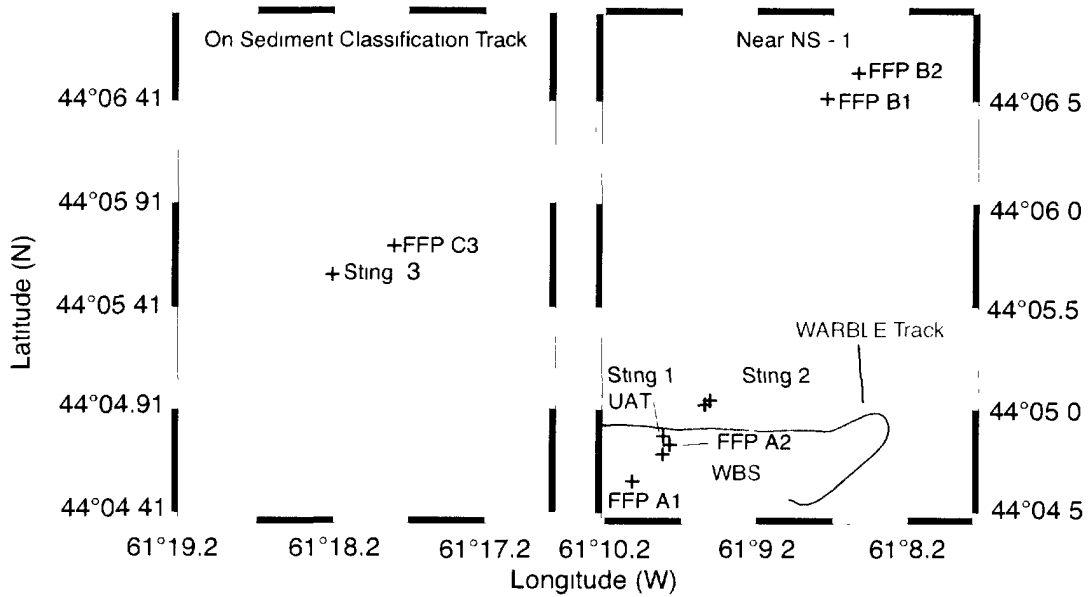 On Sediment Classification Track
Near NS - 1
FFP B2
FFP B1
44°06 41
44°05 91
44°05 41
44°04.91
44°04 41
44°06 5
44°06 0
44°05.5
44°05 0
44°04 5
Latitude (N)
FFP C3
Sting 3
WARBLE Track
Sting 1
Sting 2
UAT
FFP A2
WBS
FFP A1
61°19.2
61°18.2
61°17.2
61°10.2
61°9.2
61°8.2
Longitude (W)